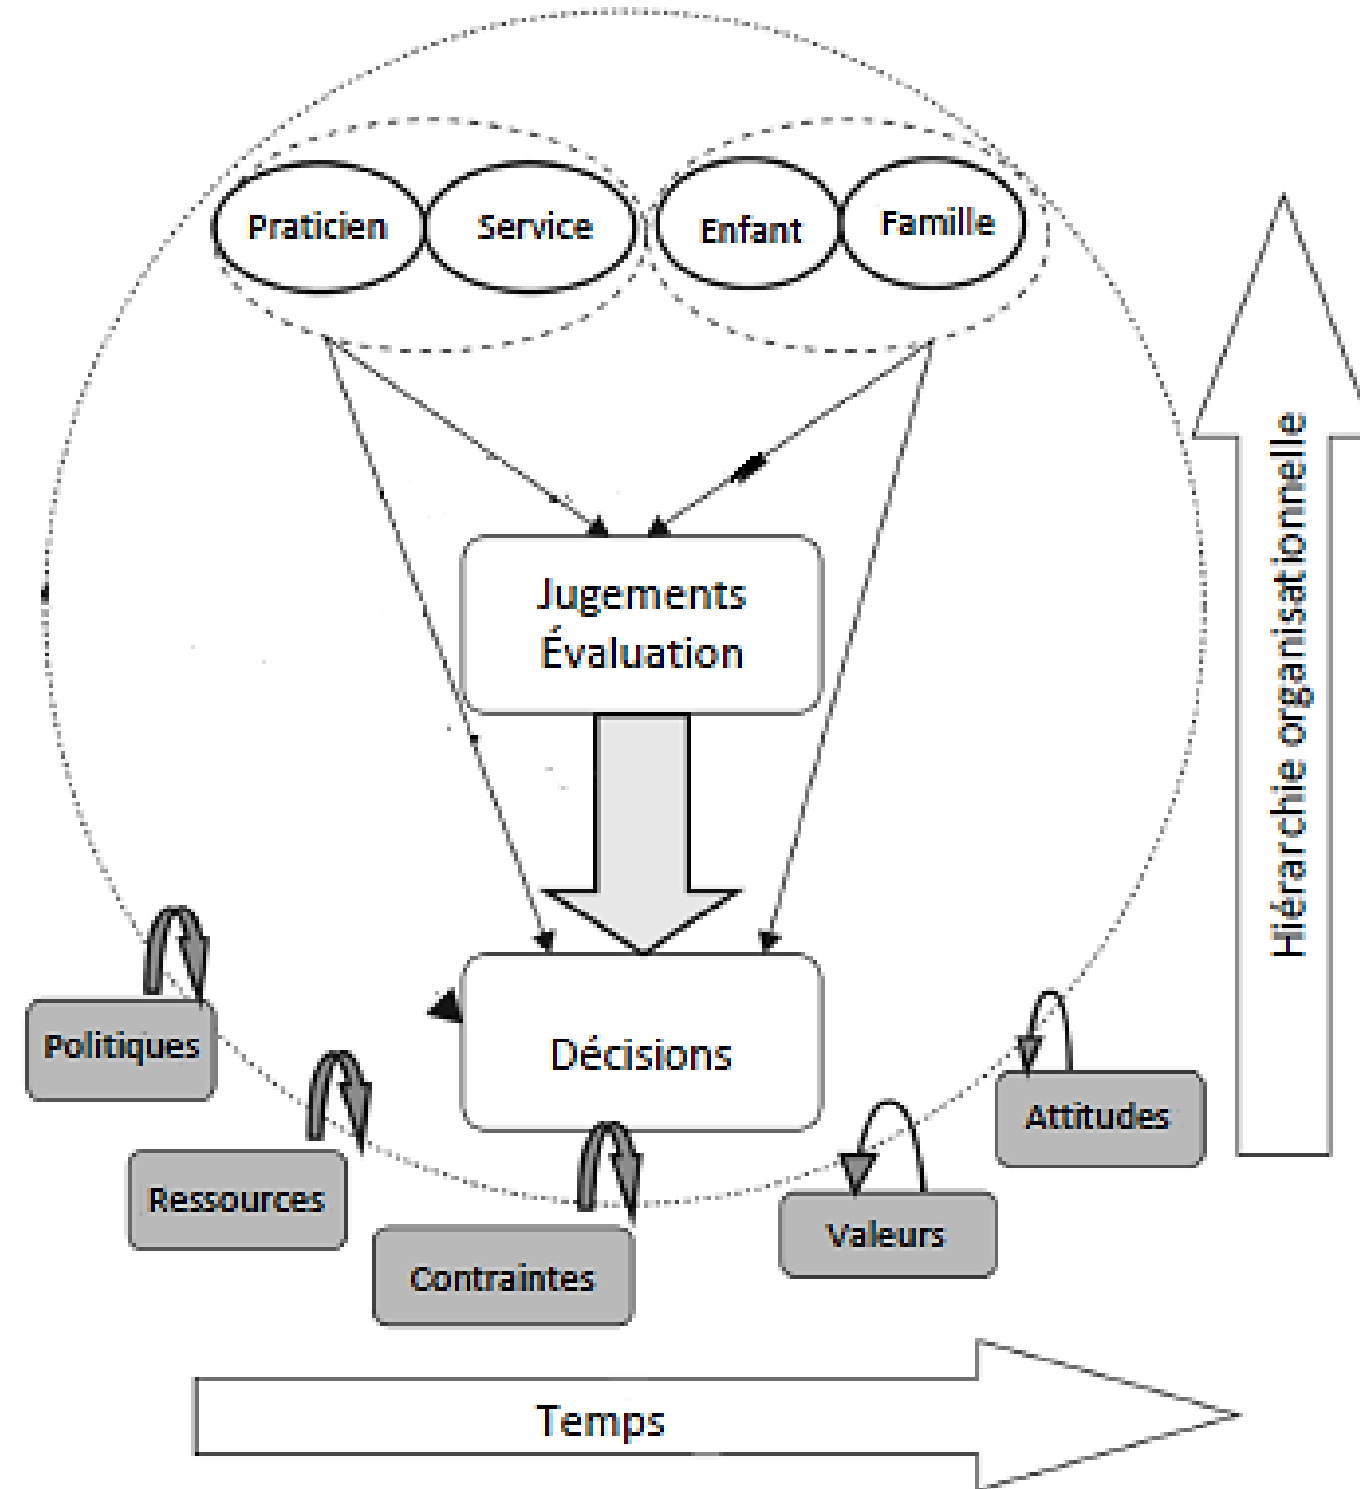 Praticien
Service
Enfant
Famille
Jugements
Évaluation
Hiérarchie organisationnelle
Décisions
Politiques
Ressources
Contraintes
Valeurs
Attitudes
Temps